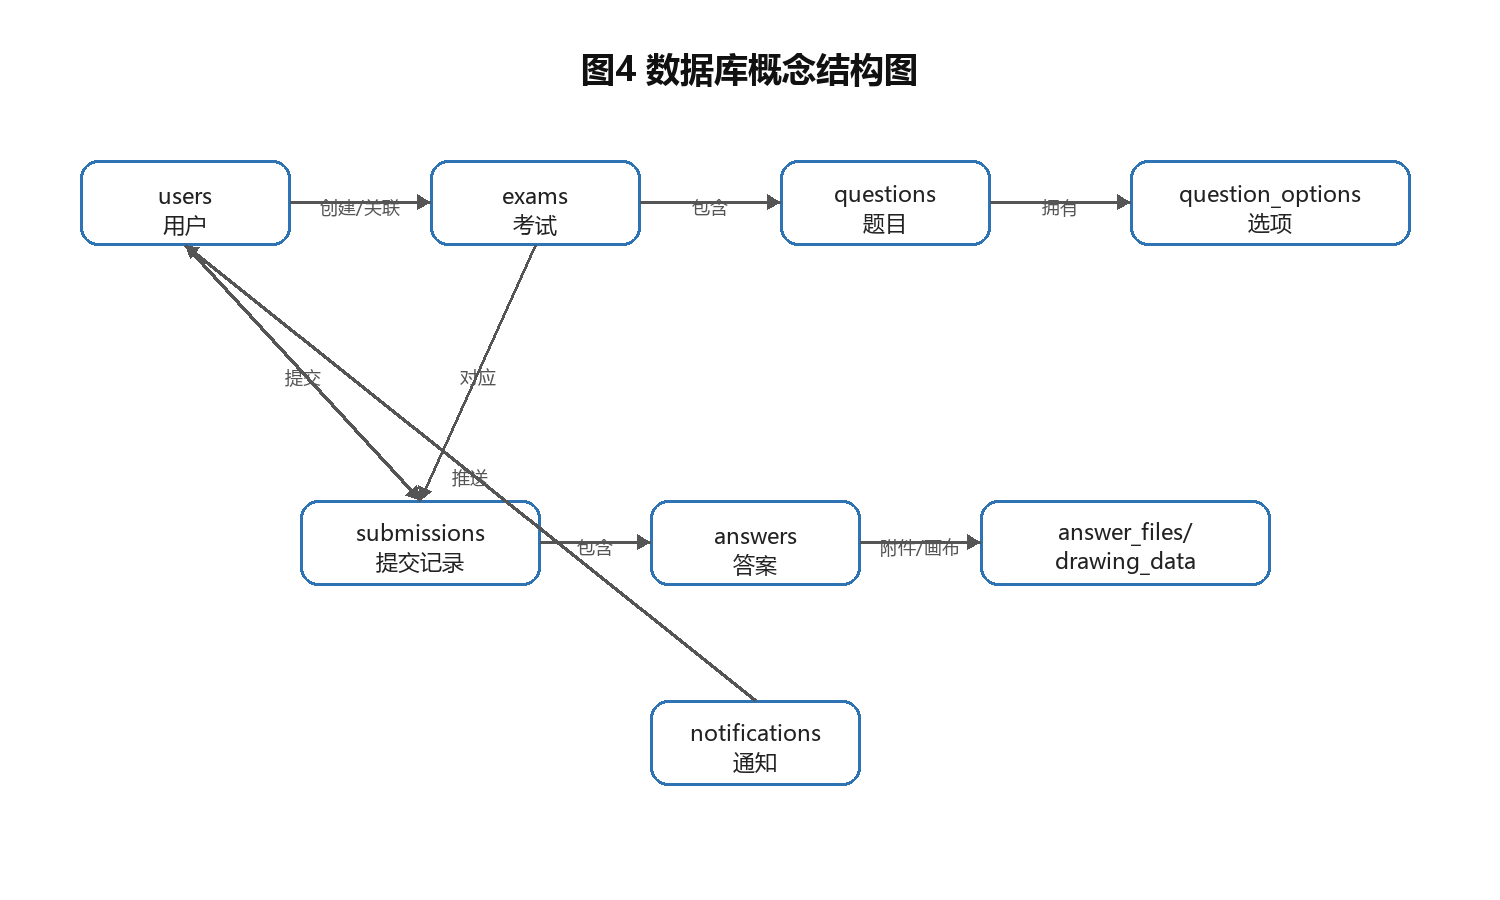 图4 数据库概念结构图
users
用户
创建/关联
exams
考试
包含
questions
题目
拥有
question_options
选项
提交
对应
推送
submissions
提交记录
包含
answers
答案
附件/画布
answer_files/
drawing_data
notifications
通知